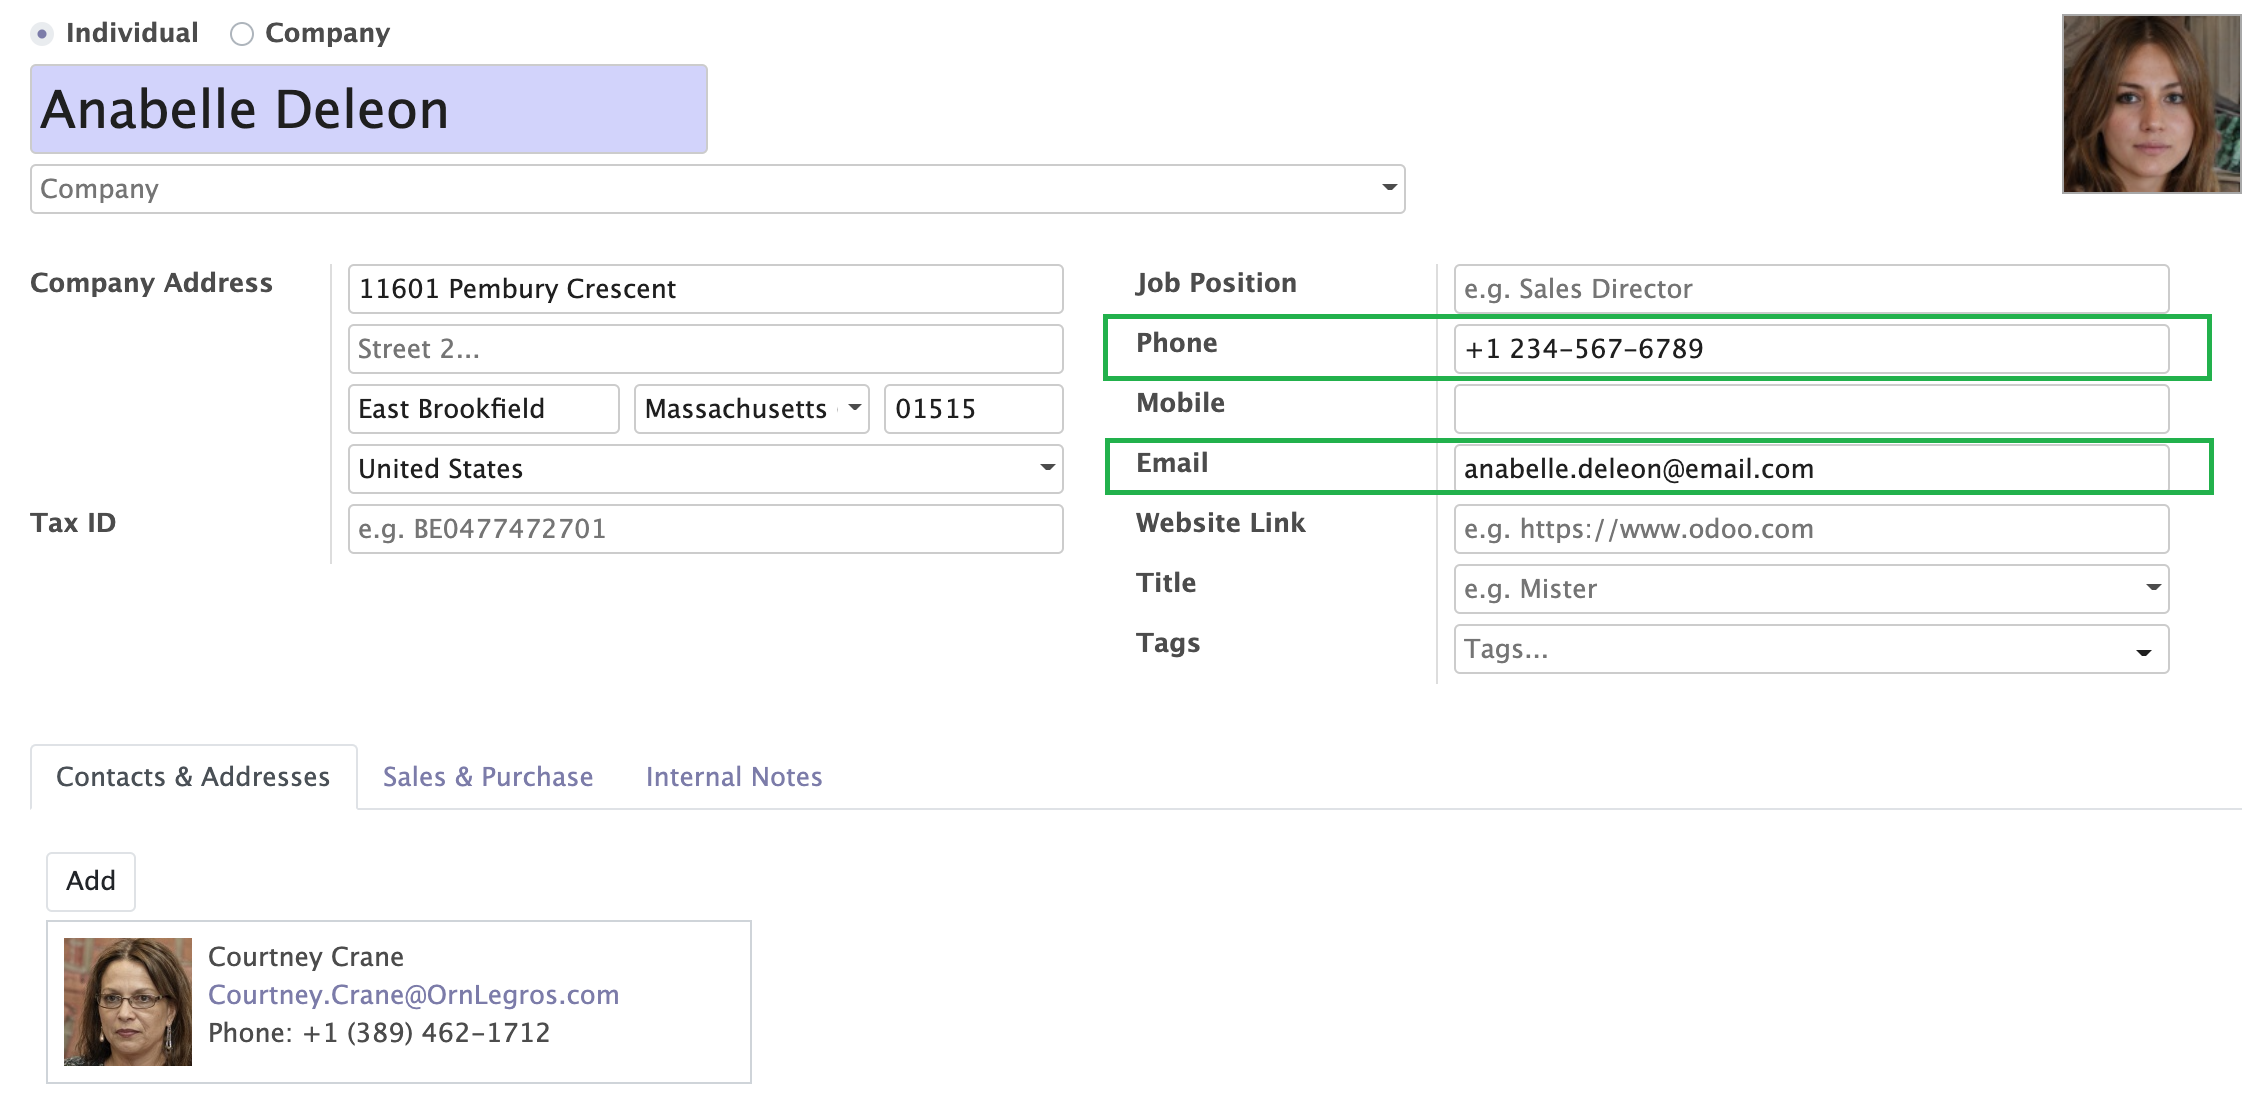 Individual Company
Anabelle Deleon
Company
Company Address
11601 Pembury Crescent
Street 2...
East Brookfield Massachusetts 01515
United States
Tax ID
e.g. BE0477472701
Job Position
e.g. Sales Director
Phone
+1 234-567-6789
Mobile
Email
anabelle.deleon@email.com
Website Link
e.g. https://www.odoo.com
Title
e.g. Mister
Tags
Tags...
Contacts & Addresses Sales & Purchase Internal Notes
Add
Courtney Crane
Courtney.Crane@OrnLegros.com
Phone: +1 (389) 462-1712